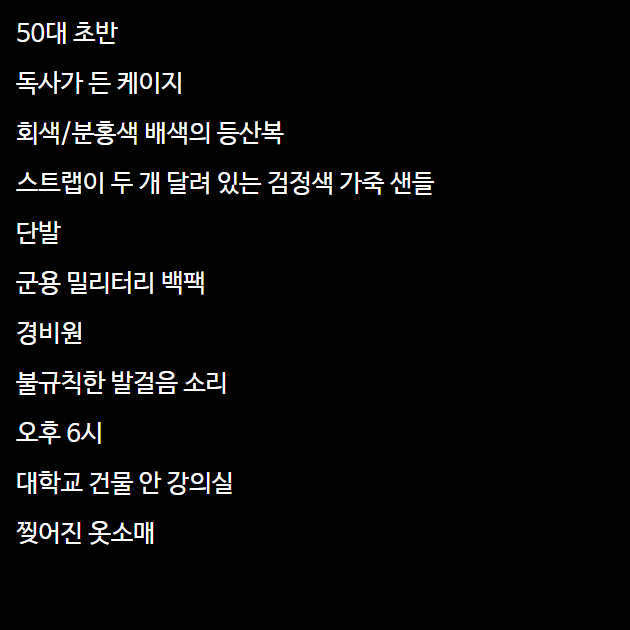 50대 초반
독사가 든 케이지
회색/분홍색 배색의 등산복
스트랩이 두 개 달려 있는 검정색 가죽 샌들
단발
군용 밀리터리 백팩
경비원
불규칙한 발걸음 소리
오후 6시
대학교 건물 안 강의실
찢어진 옷소매